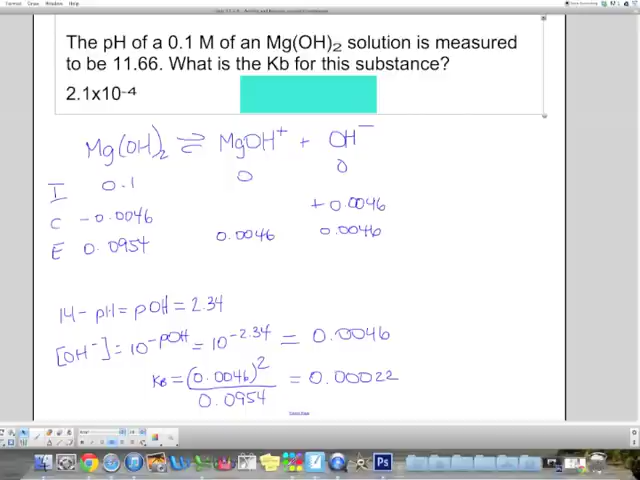 The pH of a 0.1 M of an Mg(OH)₂ solution is measured
to be 11.66. What is the Kb for this substance?
2.1x10⁻⁴
Mg(OH)₂ ⇌ MgOH⁺ + OH⁻
I 0.1 0 0
C -0.0046 +0.0046
E 0.0954 0.0046 0.0046
14-pH=pOH=2.34
[OH⁻]=10^-pOH=10^-2.34=0.0046
Kb=(0.0046)²/0.0954=0.00022